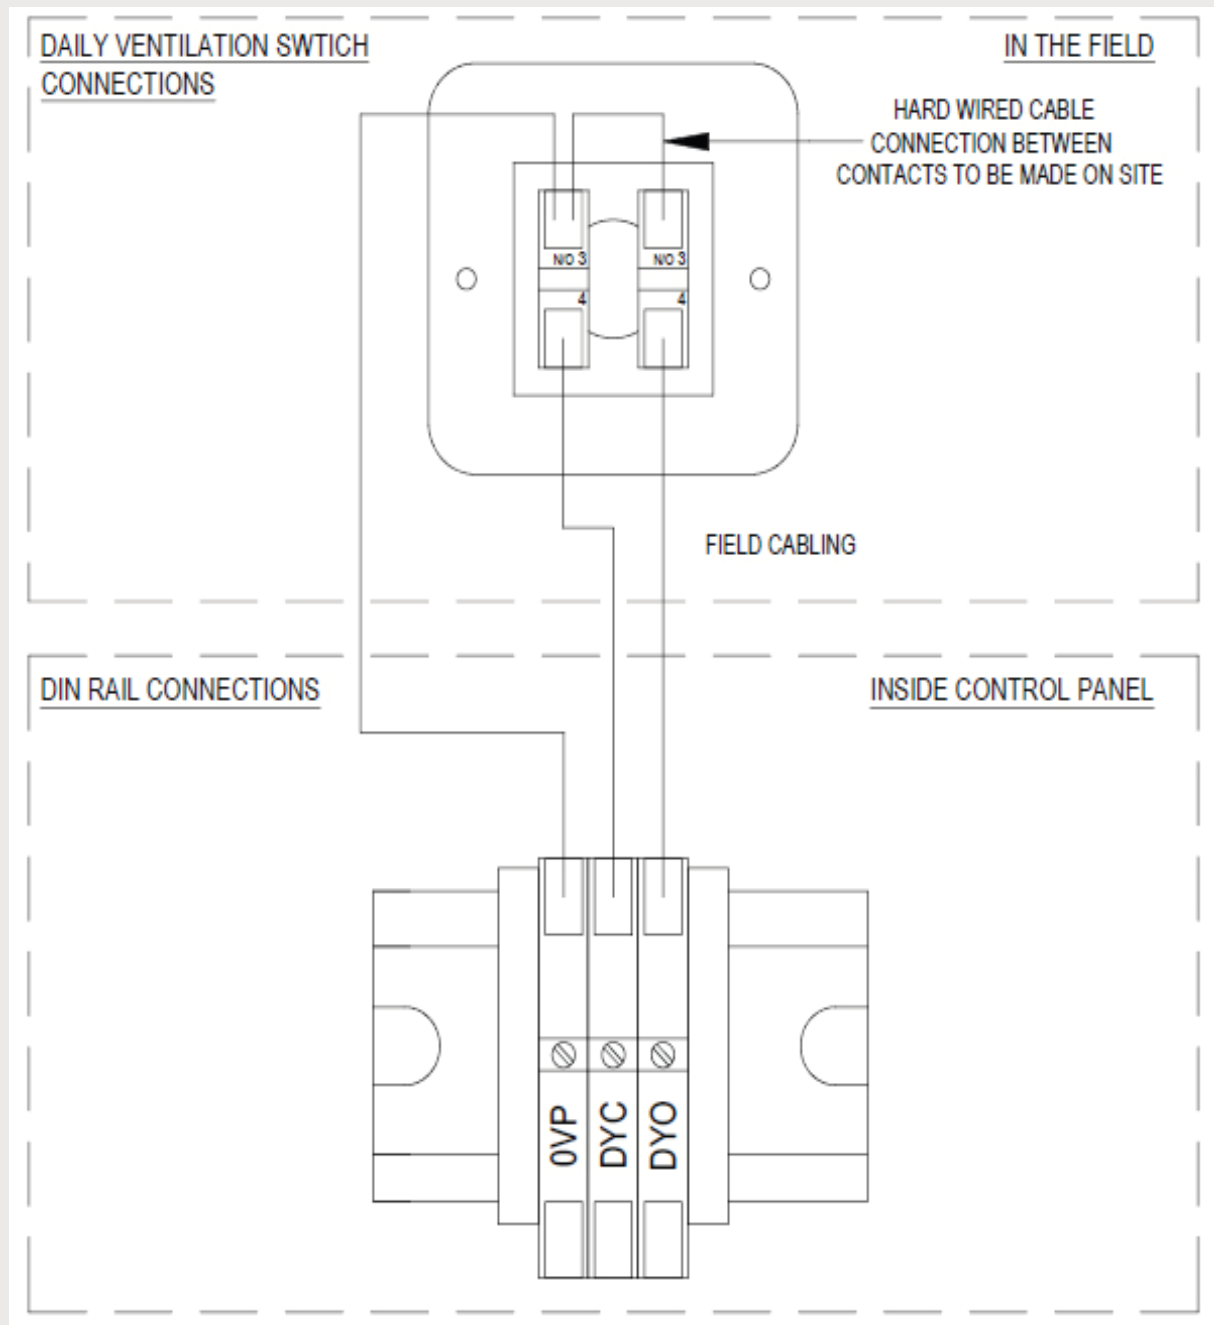 DAILY VENTILATION SWTICH
CONNECTIONS
IN THE FIELD
HARD WIRED CABLE
CONNECTION BETWEEN
CONTACTS TO BE MADE ON SITE
N/O 3
N/O 3
4
4
FIELD CABLING
DIN RAIL CONNECTIONS
INSIDE CONTROL PANEL
0VP
DYC
DYO